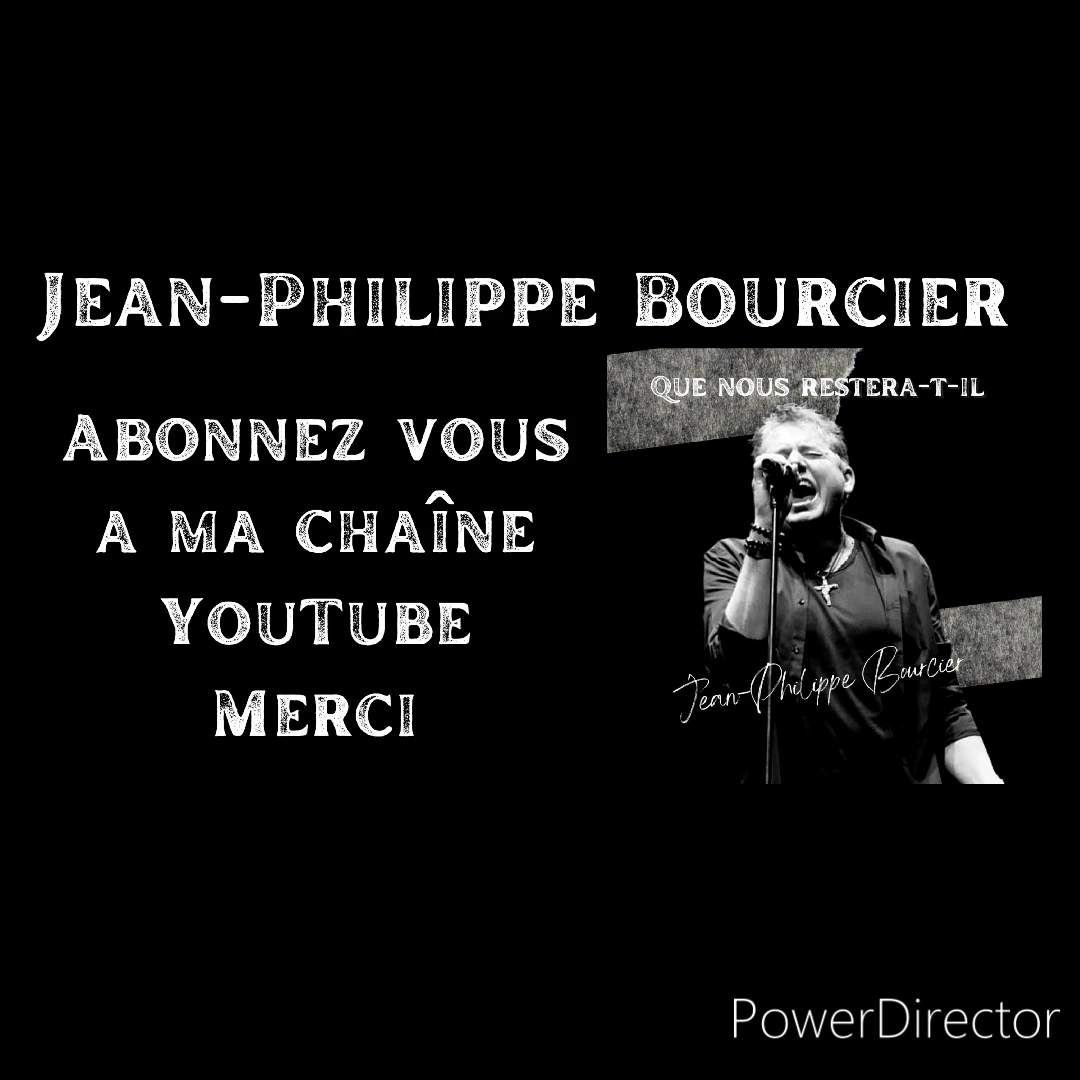 Jean-Philippe Bourcier
Que nous restera-t-il
Abonnez vous
a ma chaîne
YouTube
Merci
Jean-Philippe Bourcier
PowerDirector